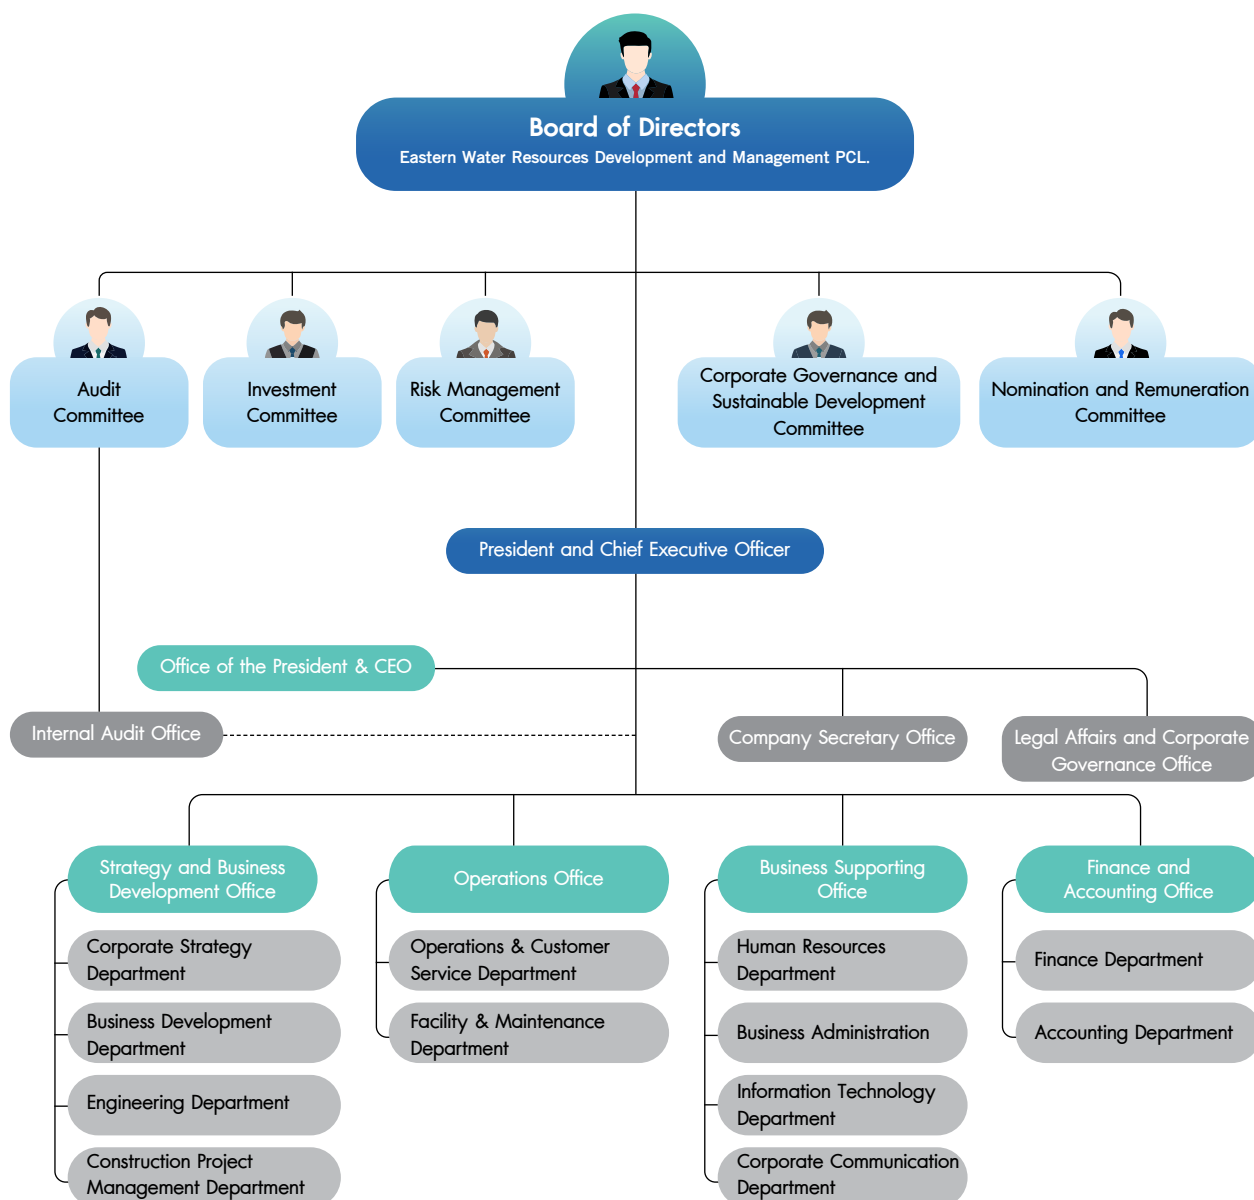 Board of Directors
Eastern Water Resources Development and Management PCL.
Audit
Committee
Investment
Committee
Risk Management
Committee
Corporate Governance and
Sustainable Development
Committee
Nomination and Remuneration
Committee
President and Chief Executive Officer
Office of the President & CEO
Internal Audit Office
Company Secretary Office
Legal Affairs and Corporate
Governance Office
Strategy and Business
Development Office
Corporate Strategy
Department
Business Development
Department
Engineering Department
Construction Project
Management Department
Operations Office
Operations & Customer
Service Department
Facility & Maintenance
Department
Business Supporting
Office
Human Resources
Department
Business Administration
Information Technology
Department
Corporate Communication
Department
Finance and
Accounting Office
Finance Department
Accounting Department